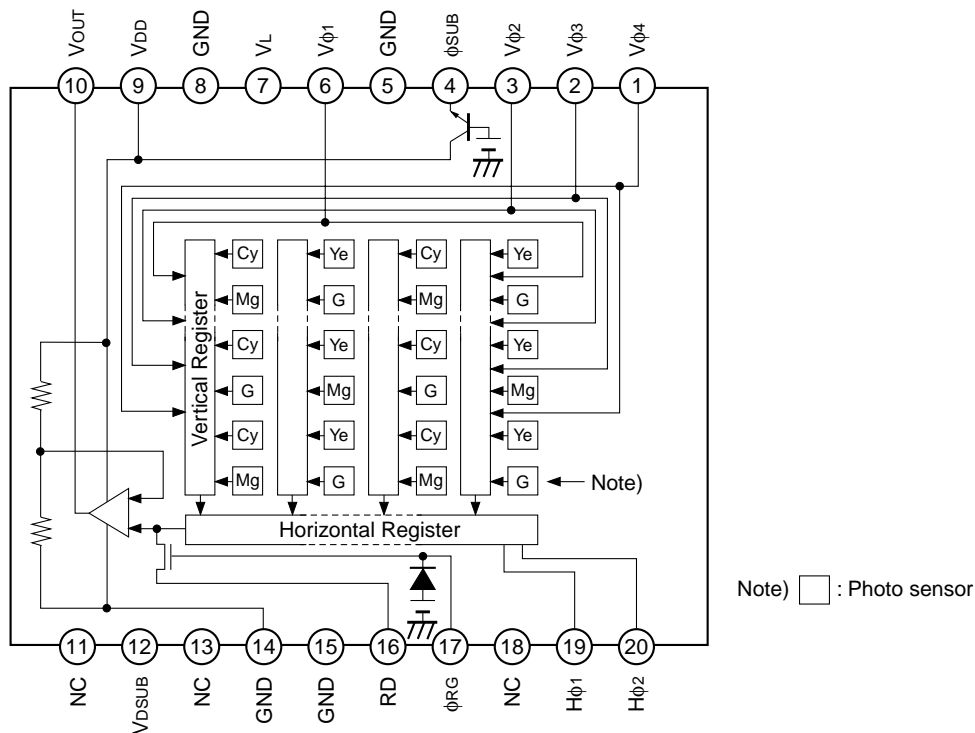 VOUT VDD GND VL Vϕ1 GND ϕSUB Vϕ2 Vϕ3 Vϕ4
10 9 8 7 6 5 4 3 2 1
Cy Ye Cy Ye
Mg G Mg G
Cy Ye Cy Ye
G Mg G Mg
Cy Ye Cy Ye
Mg G Mg G
Vertical Register
Note)
Horizontal Register
Note) : Photo sensor
11 12 13 14 15 16 17 18 19 20
NC VDSUB NC GND GND RD ϕRG NC Hϕ1 Hϕ2